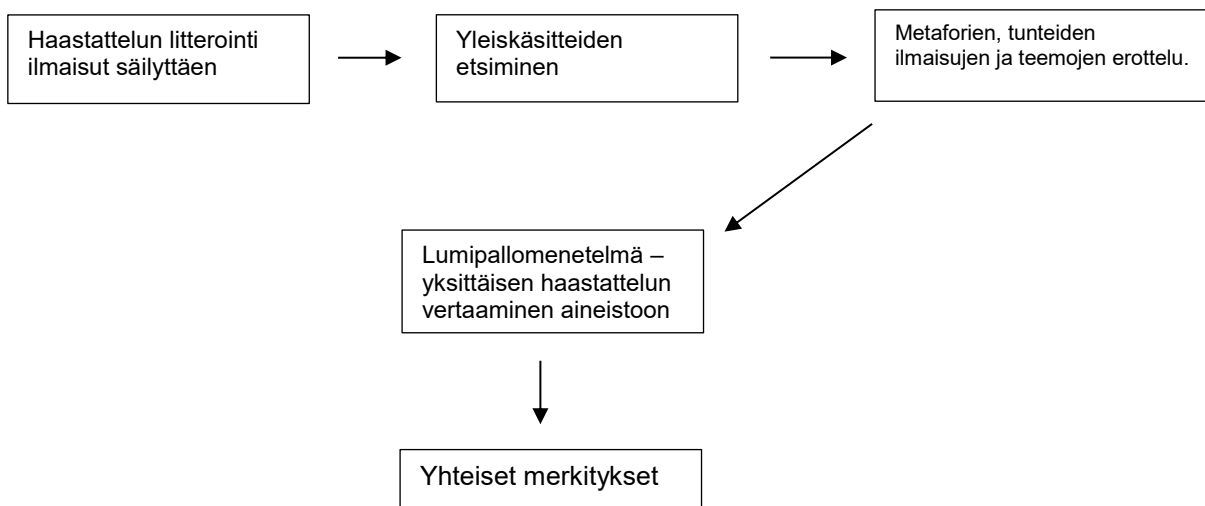 Haastattelun litterointi
ilmaisut säilyttäen
Yleiskäsitteiden
etsiminen
Metaforien, tunteiden
ilmaisujen ja teemojen erottelu.
Lumipallomenetelmä –
yksittäisen haastattelun
vertaaminen aineistoon
Yhteiset merkitykset